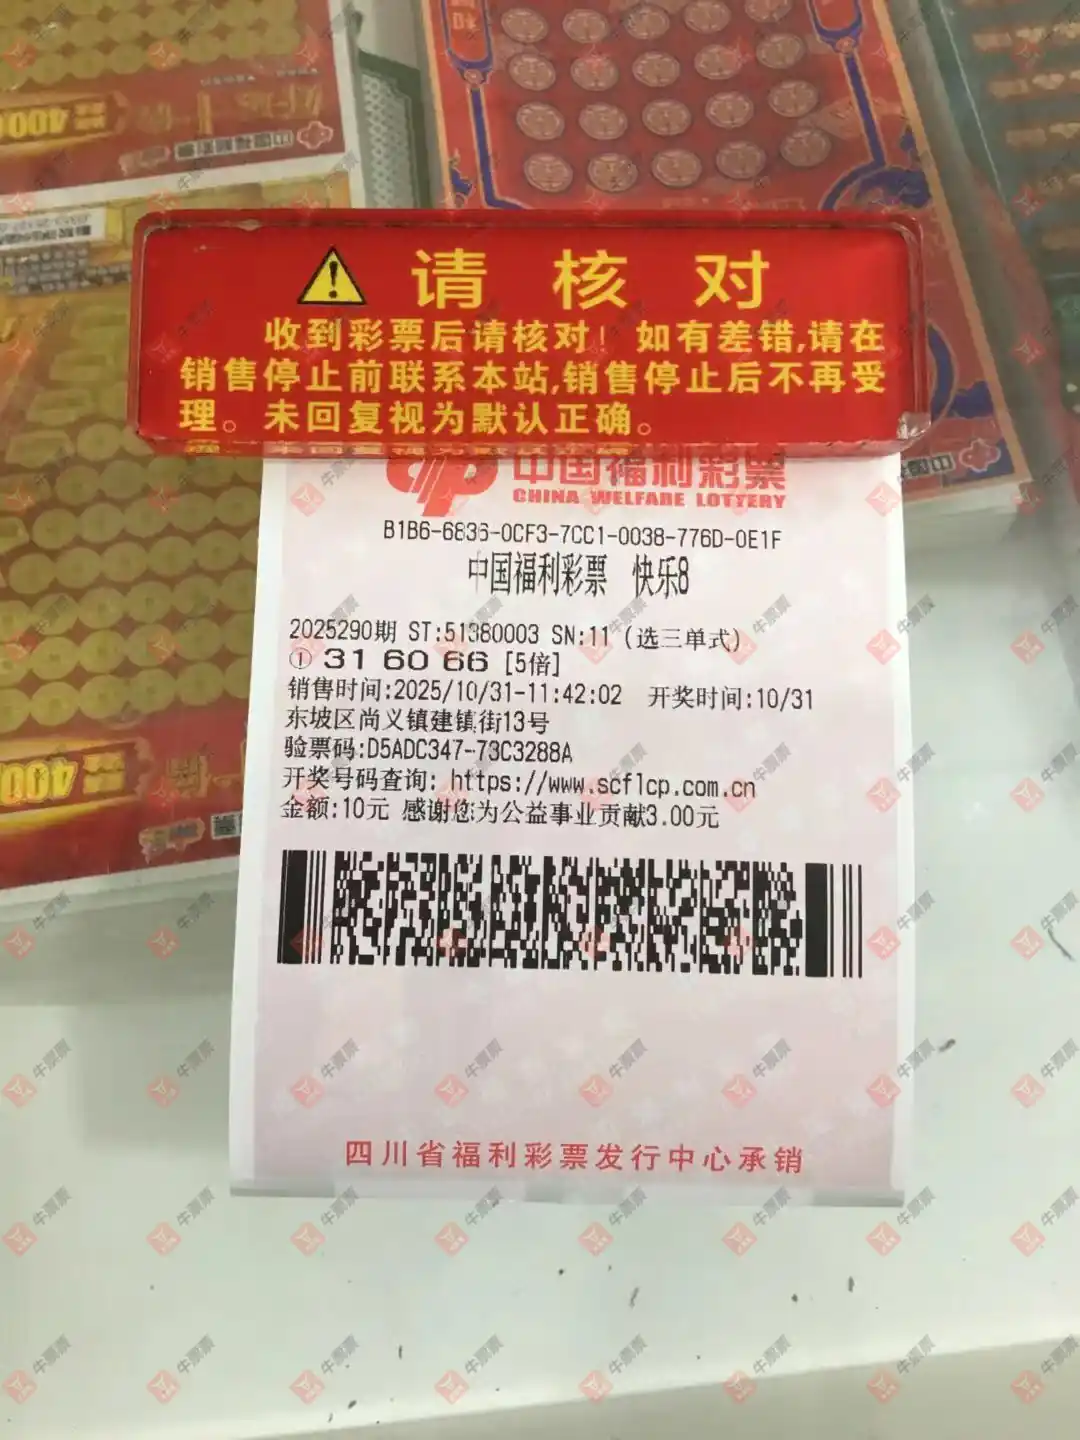 请核对
收到彩票后请核对！如有差错,请在
销售停止前联系本站,销售停止后不再受
理。未回复视为默认正确。
中国福利彩票
CHINA WELFARE LOTTERY
B1B6-6836-0CF3-7CC1-0038-776D-0E1F
中国福利彩票 快乐8
2025290期 ST:51380003 SN:11 (选三单式)
① 31 60 66 [5倍]
销售时间:2025/10/31-11:42:02 开奖时间:10/31
东坡区尚义镇建镇街13号
验票码:D5ADC347-73C3288A
开奖号码查询: https://www.scflcp.com.cn
金额:10元 感谢您为公益事业贡献3.00元
四川省福利彩票发行中心承销
牛票票